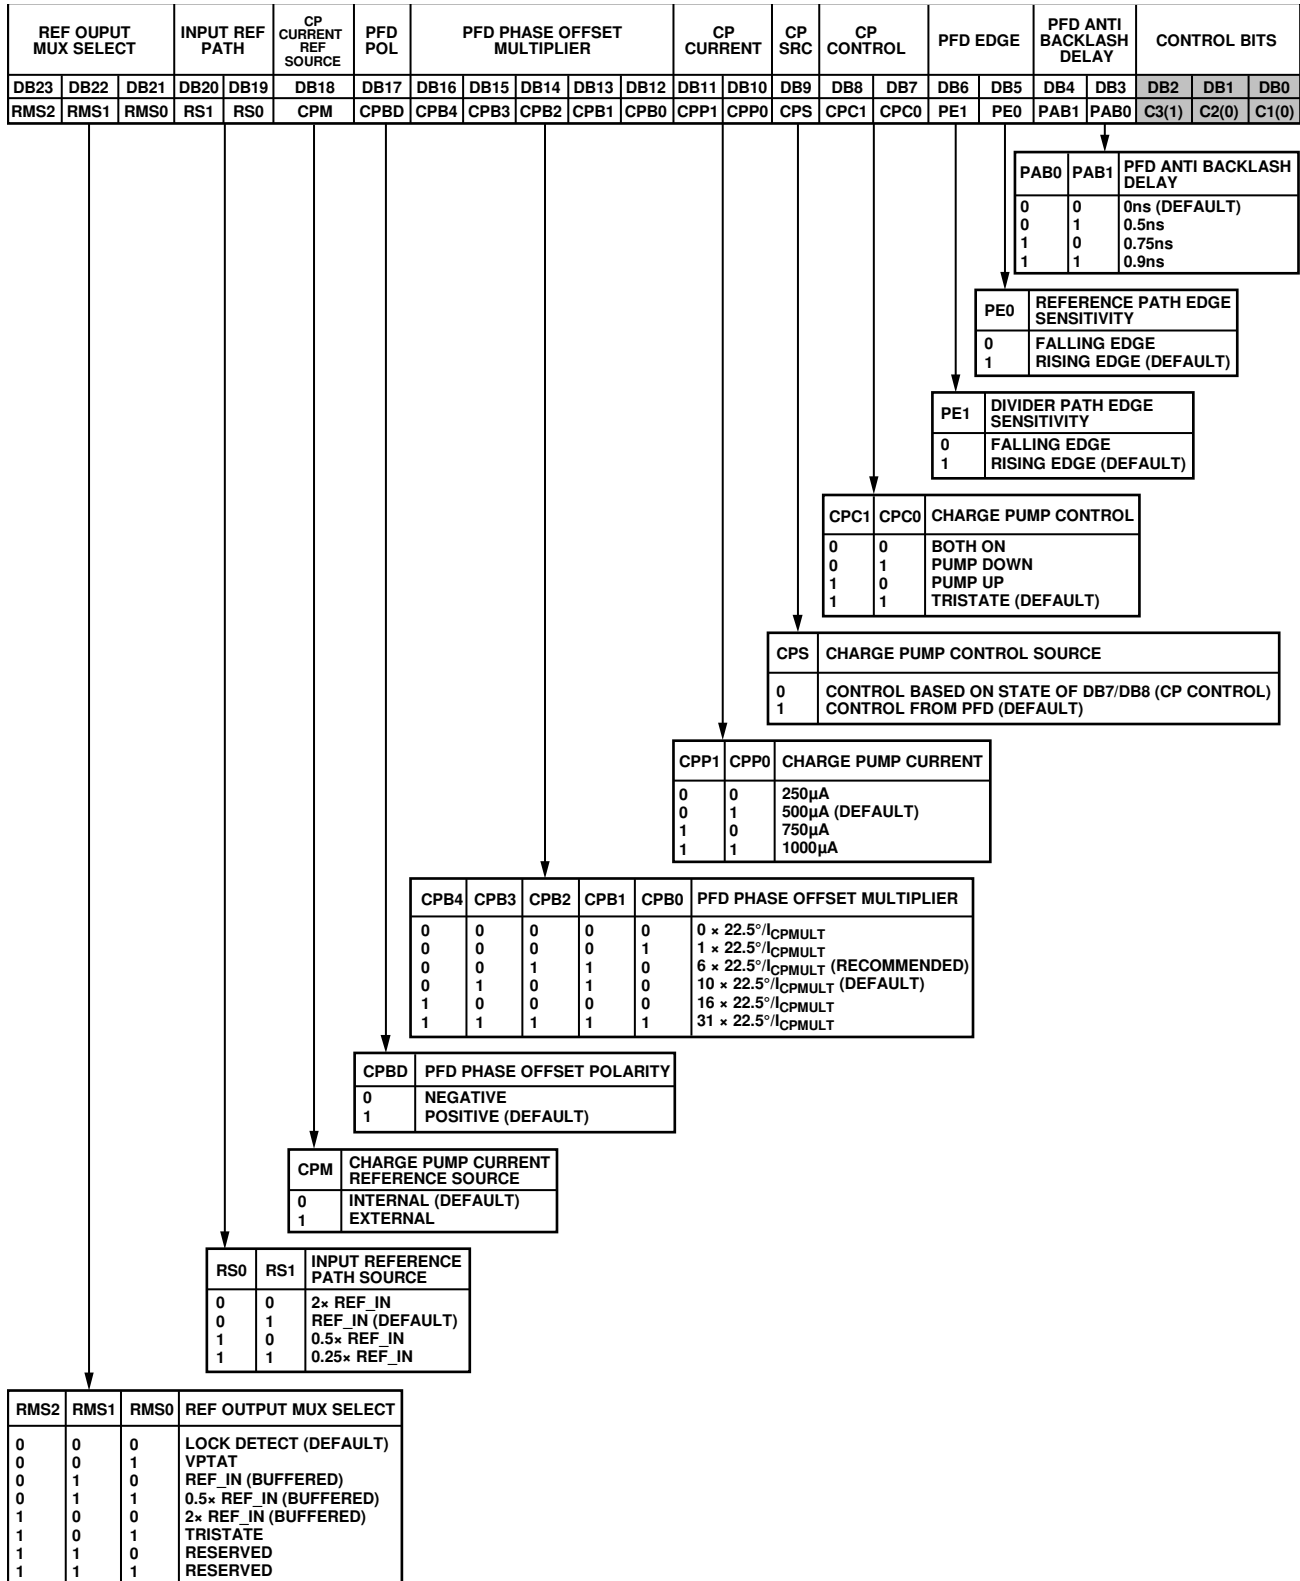 REF OUPUT MUX SELECT | INPUT REF PATH | CP CURRENT REF SOURCE | PFD POL | PFD PHASE OFFSET MULTIPLIER | CP CURRENT | CP SRC | CP CONTROL | PFD EDGE | PFD ANTI BACKLASH DELAY | CONTROL BITS
DB23 DB22 DB21 DB20 DB19 DB18 DB17 DB16 DB15 DB14 DB13 DB12 DB11 DB10 DB9 DB8 DB7 DB6 DB5 DB4 DB3 DB2 DB1 DB0
RMS2 RMS1 RMS0 RS1 RS0 CPM CPBD CPB4 CPB3 CPB2 CPB1 CPB0 CPP1 CPP0 CPS CPC1 CPC0 PE1 PE0 PAB1 PAB0 C3(1) C2(0) C1(0)
PAB0 PAB1 PFD ANTI BACKLASH DELAY
0 0 0ns (DEFAULT)
0 1 0.5ns
1 0 0.75ns
1 1 0.9ns
PE0 REFERENCE PATH EDGE SENSITIVITY
0 FALLING EDGE
1 RISING EDGE (DEFAULT)
PE1 DIVIDER PATH EDGE SENSITIVITY
0 FALLING EDGE
1 RISING EDGE (DEFAULT)
CPC1 CPC0 CHARGE PUMP CONTROL
0 0 BOTH ON
0 1 PUMP DOWN
1 0 PUMP UP
1 1 TRISTATE (DEFAULT)
CPS CHARGE PUMP CONTROL SOURCE
0 CONTROL BASED ON STATE OF DB7/DB8 (CP CONTROL)
1 CONTROL FROM PFD (DEFAULT)
CPP1 CPP0 CHARGE PUMP CURRENT
0 0 250µA
0 1 500µA (DEFAULT)
1 0 750µA
1 1 1000µA
CPB4 CPB3 CPB2 CPB1 CPB0 PFD PHASE OFFSET MULTIPLIER
0 0 0 0 0 0 × 22.5°/ICPMULT
0 0 0 0 1 1 × 22.5°/ICPMULT
0 0 1 1 0 6 × 22.5°/ICPMULT (RECOMMENDED)
0 1 0 1 0 10 × 22.5°/ICPMULT (DEFAULT)
1 0 0 0 0 16 × 22.5°/ICPMULT
1 1 1 1 1 31 × 22.5°/ICPMULT
CPBD PFD PHASE OFFSET POLARITY
0 NEGATIVE
1 POSITIVE (DEFAULT)
CPM CHARGE PUMP CURRENT REFERENCE SOURCE
0 INTERNAL (DEFAULT)
1 EXTERNAL
RS0 RS1 INPUT REFERENCE PATH SOURCE
0 0 2× REF_IN
0 1 REF_IN (DEFAULT)
1 0 0.5× REF_IN
1 1 0.25× REF_IN
RMS2 RMS1 RMS0 REF OUTPUT MUX SELECT
0 0 0 LOCK DETECT (DEFAULT)
0 0 1 VPTAT
0 1 0 REF_IN (BUFFERED)
0 1 1 0.5× REF_IN (BUFFERED)
1 0 0 2× REF_IN (BUFFERED)
1 0 1 TRISTATE
1 1 0 RESERVED
1 1 1 RESERVED